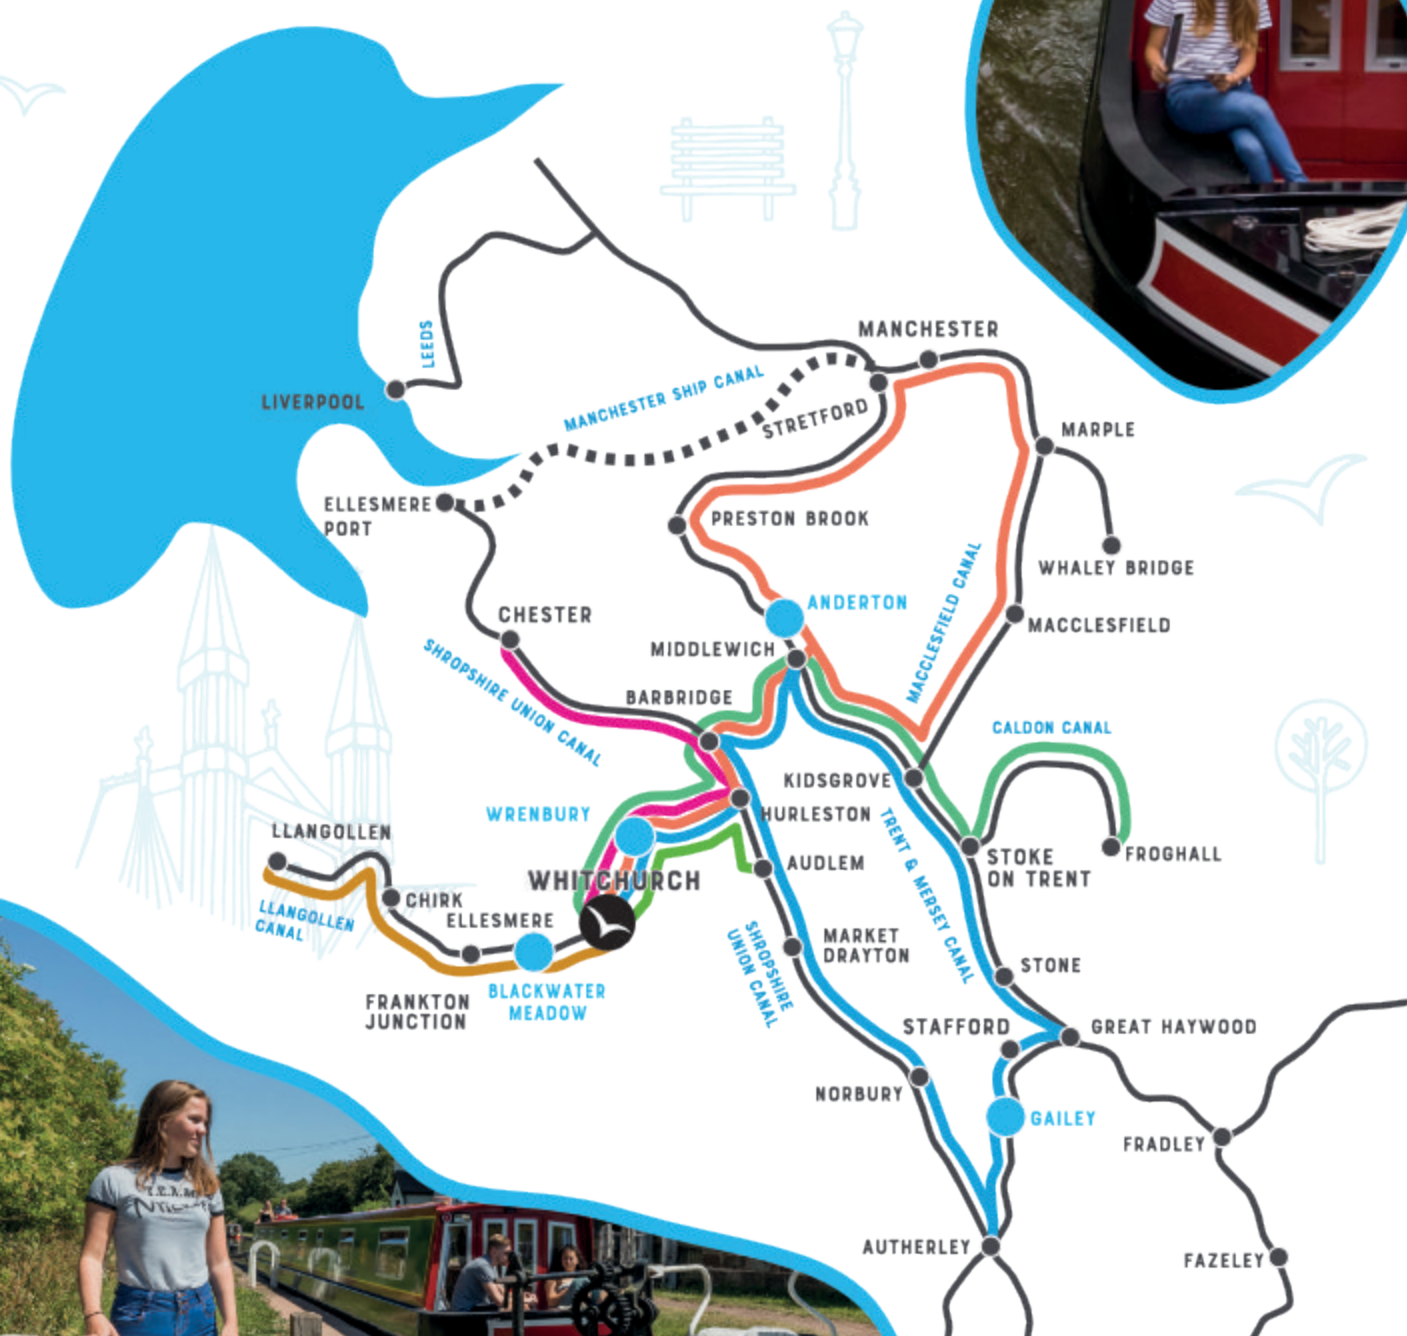 MANCHESTER
LEEDS
LIVERPOOL
MANCHESTER SHIP CANAL
STRETFORD
MARPLE
ELLESMERE
PORT
PRESTON BROOK
WHALEY BRIDGE
MACCLESFIELD CANAL
ANDERTON
CHESTER
MACCLESFIELD
MIDDLEWICH
SHROPSHIRE UNION CANAL
BARBRIDGE
CALDON CANAL
KIDSGROVE
WRENBURY
HURLESTON
TRENT & MERSEY CANAL
LLANGOLLEN
AUDLEM
STOKE
ON TRENT
FROGHALL
WHITCHURCH
CHIRK
LLANGOLLEN
CANAL
ELLESMERE
SHROPSHIRE
UNION CANAL
MARKET
DRAYTON
STONE
BLACKWATER
MEADOW
FRANKTON
JUNCTION
STAFFORD
GREAT HAYWOOD
NORBURY
GAILEY
FRADLEY
AUTHERLEY
FAZELEY